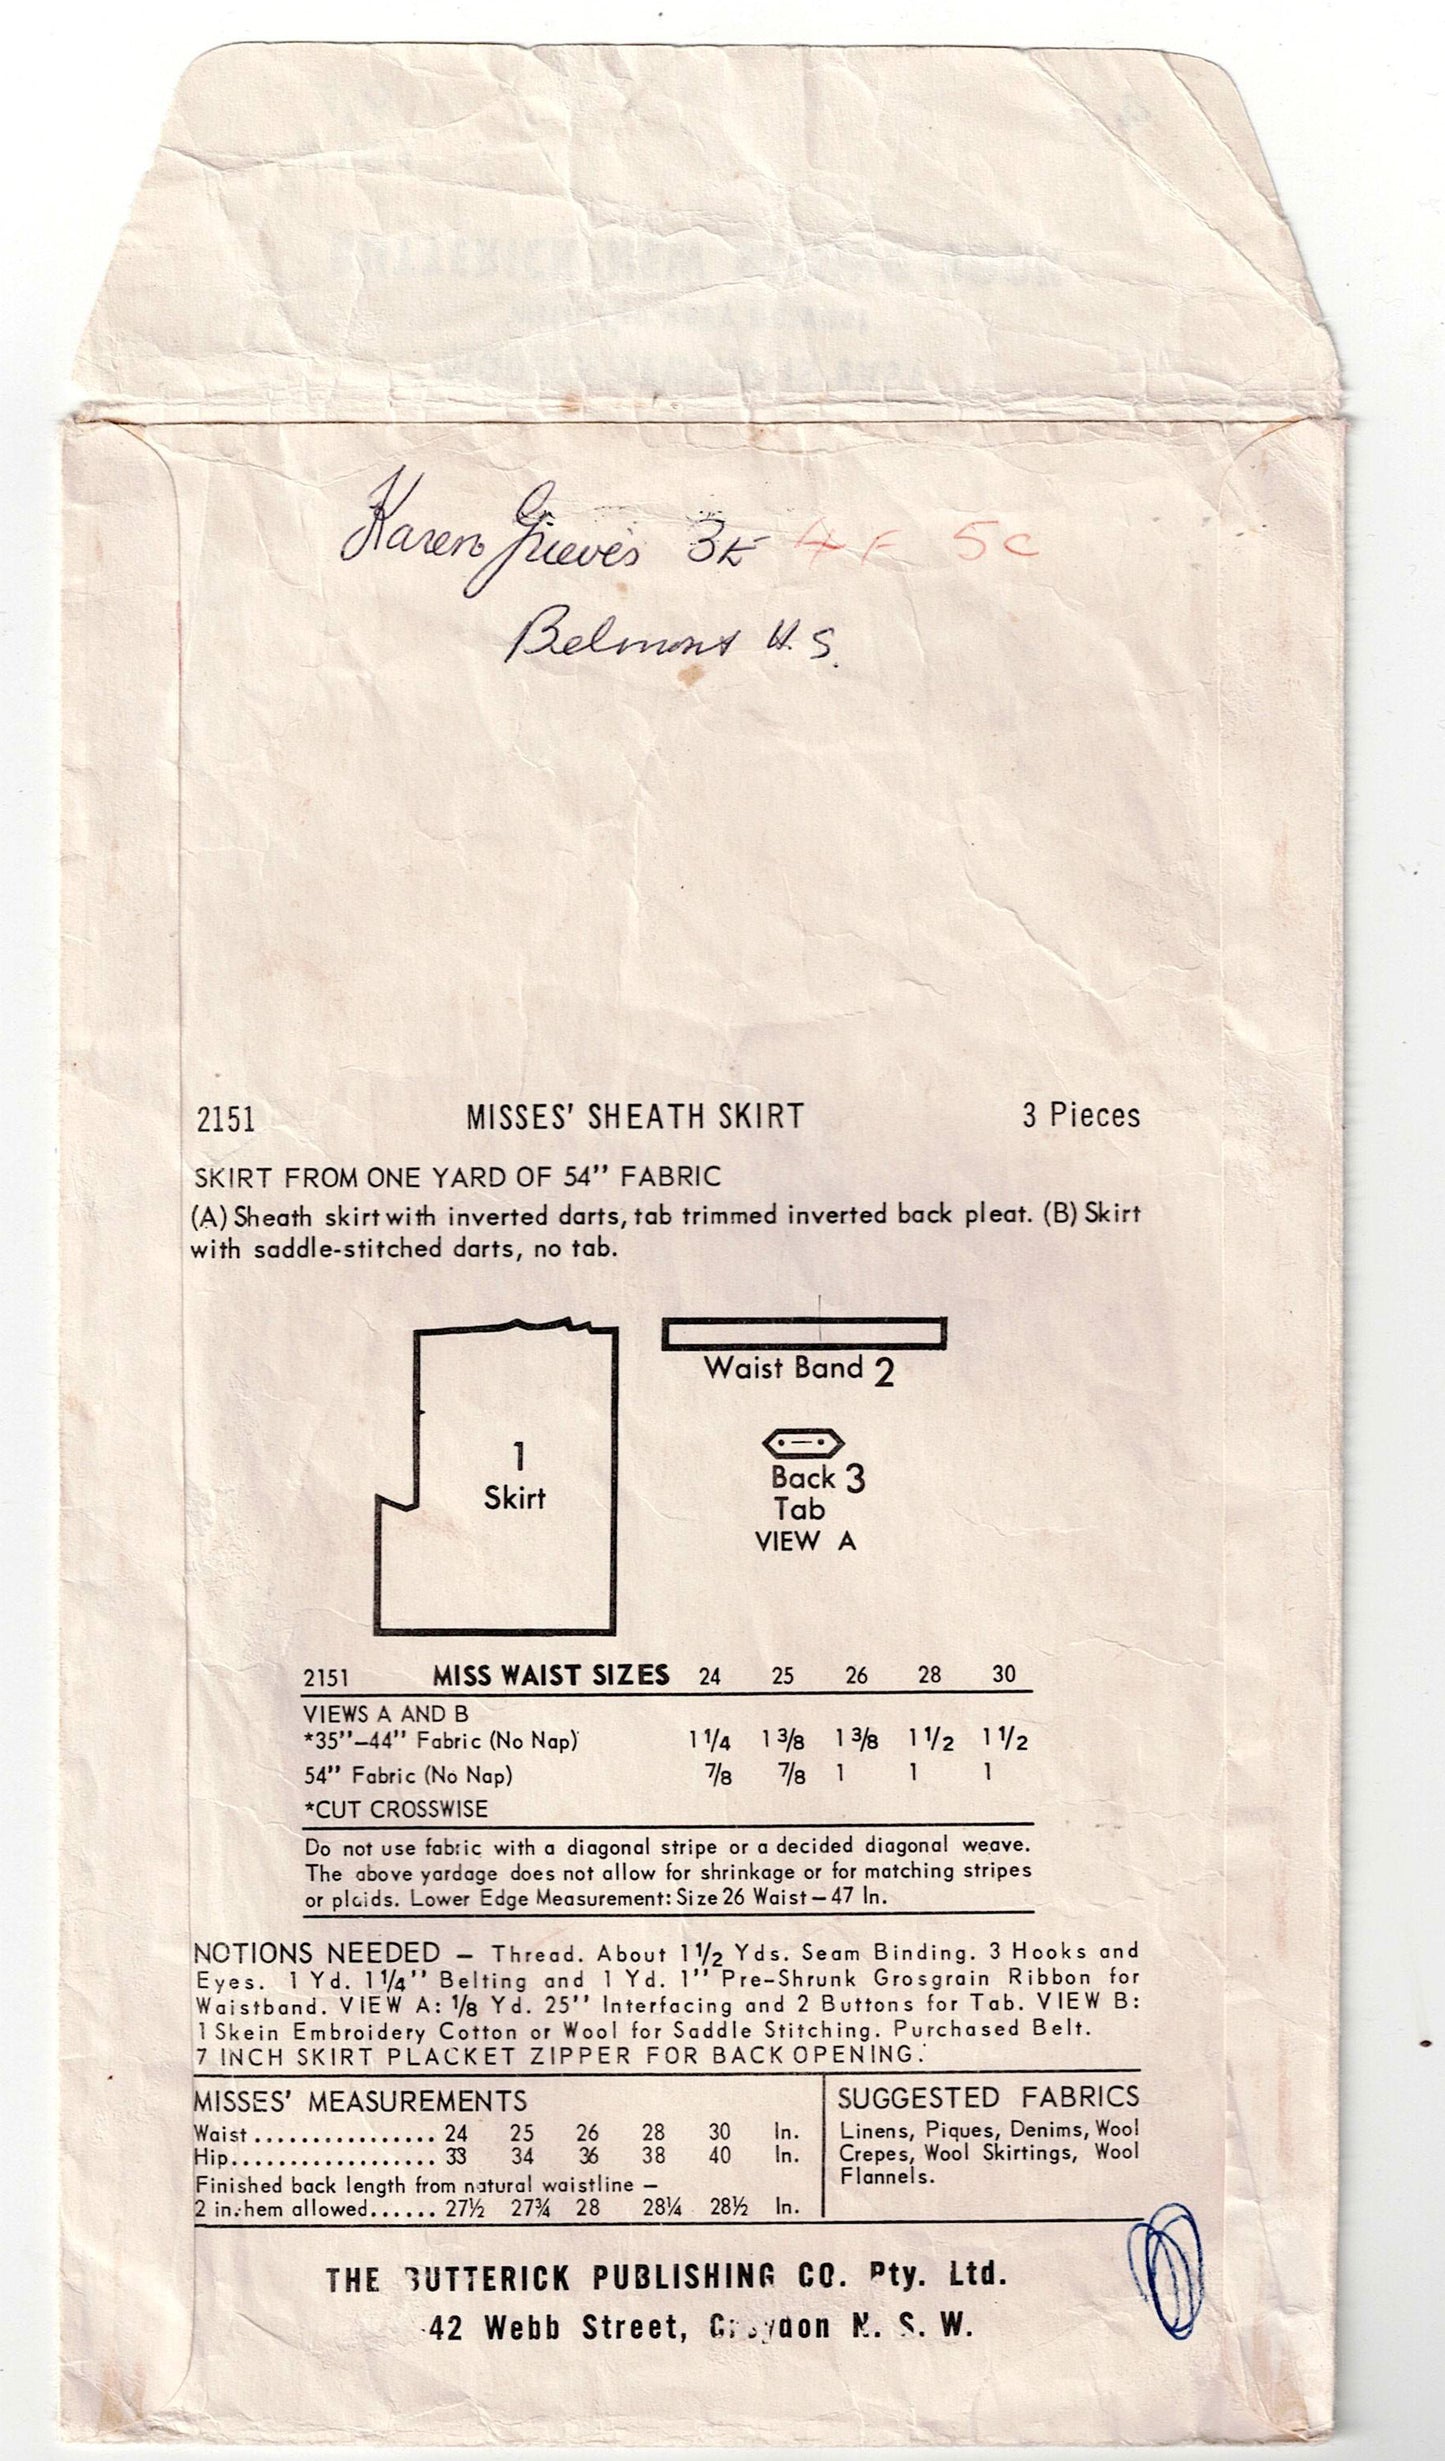 Karen Grieves 3E 4F 5C
Belmont H.S.
2151 MISSES' SHEATH SKIRT 3 Pieces
SKIRT FROM ONE YARD OF 54" FABRIC
(A) Sheath skirt with inverted darts, tab trimmed inverted back pleat. (B) Skirt
with saddle-stitched darts, no tab.
1
Skirt
Waist Band 2
Back 3
Tab
VIEW A
2151 MISS WAIST SIZES 24 25 26 28 30
VIEWS A AND B
*35"–44" Fabric (No Nap) 1 1/4 1 3/8 1 3/8 1 1/2 1 1/2
54" Fabric (No Nap) 7/8 7/8 1 1 1
*CUT CROSSWISE
Do not use fabric with a diagonal stripe or a decided diagonal weave.
The above yardage does not allow for shrinkage or for matching stripes
or plaids. Lower Edge Measurement: Size 26 Waist – 47 In.
NOTIONS NEEDED – Thread. About 1 1/2 Yds. Seam Binding. 3 Hooks and
Eyes. 1 Yd. 1 1/4" Belting and 1 Yd. 1" Pre-Shrunk Grosgrain Ribbon for
Waistband. VIEW A: 1/8 Yd. 25" Interfacing and 2 Buttons for Tab. VIEW B:
1 Skein Embroidery Cotton or Wool for Saddle Stitching. Purchased Belt.
7 INCH SKIRT PLACKET ZIPPER FOR BACK OPENING.
MISSES' MEASUREMENTS
Waist................ 24 25 26 28 30 In.
Hip.................. 33 34 36 38 40 In.
Finished back length from natural waistline –
2 in. hem allowed...... 27½ 27¾ 28 28¼ 28½ In.
SUGGESTED FABRICS
Linens, Piques, Denims, Wool
Crepes, Wool Skirtings, Wool
Flannels.
THE BUTTERICK PUBLISHING CO. Pty. Ltd.
42 Webb Street, Croydon N. S. W.